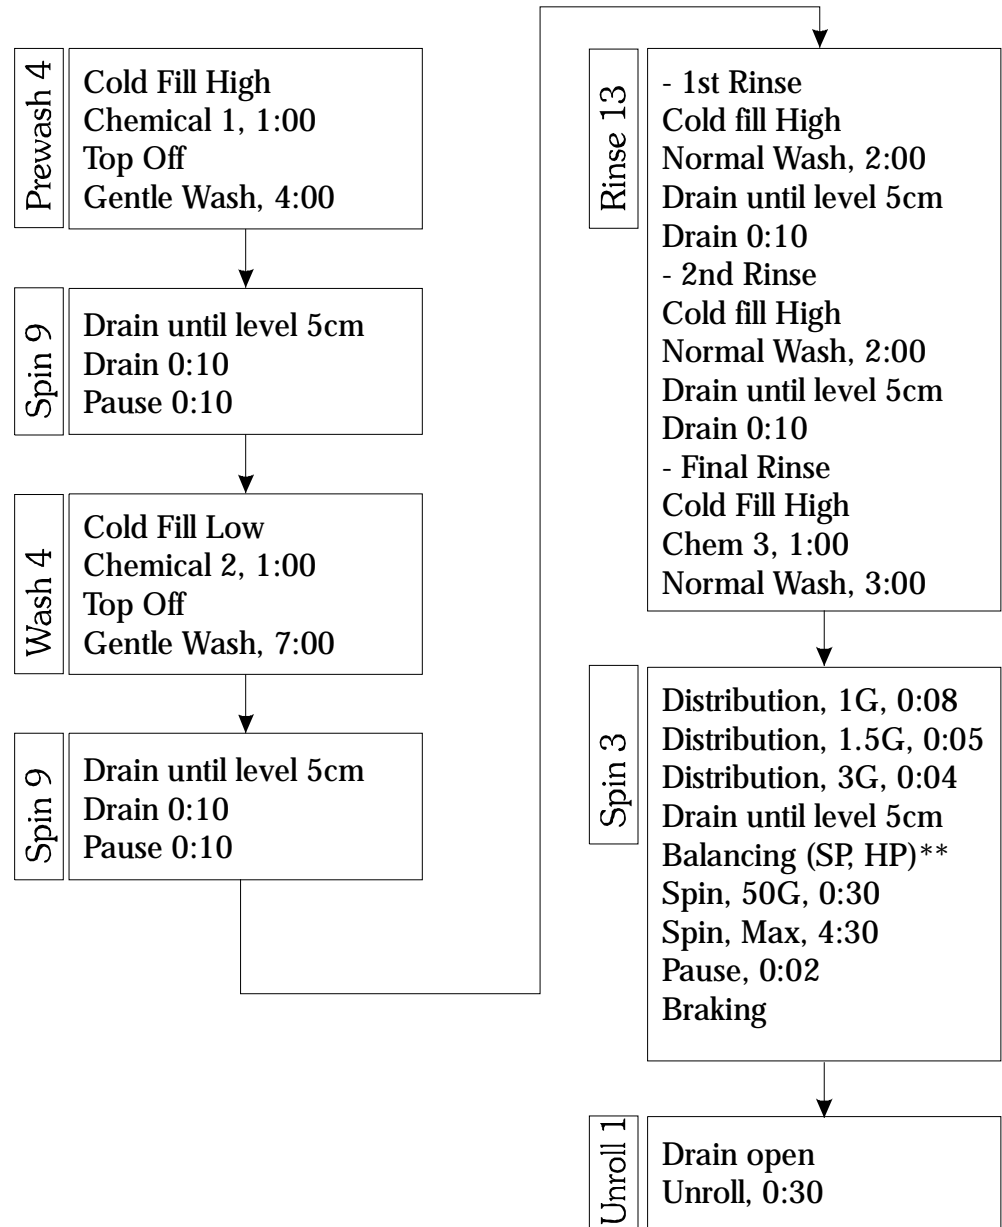 Prewash 4
Cold Fill High
Chemical 1, 1:00
Top Off
Gentle Wash, 4:00
Spin 9
Drain until level 5cm
Drain 0:10
Pause 0:10
Wash 4
Cold Fill Low
Chemical 2, 1:00
Top Off
Gentle Wash, 7:00
Spin 9
Drain until level 5cm
Drain 0:10
Pause 0:10
Rinse 13
- 1st Rinse
Cold fill High
Normal Wash, 2:00
Drain until level 5cm
Drain 0:10
- 2nd Rinse
Cold fill High
Normal Wash, 2:00
Drain until level 5cm
Drain 0:10
- Final Rinse
Cold Fill High
Chem 3, 1:00
Normal Wash, 3:00
Spin 3
Distribution, 1G, 0:08
Distribution, 1.5G, 0:05
Distribution, 3G, 0:04
Drain until level 5cm
Balancing (SP, HP)**
Spin, 50G, 0:30
Spin, Max, 4:30
Pause, 0:02
Braking
Unroll 1
Drain open
Unroll, 0:30